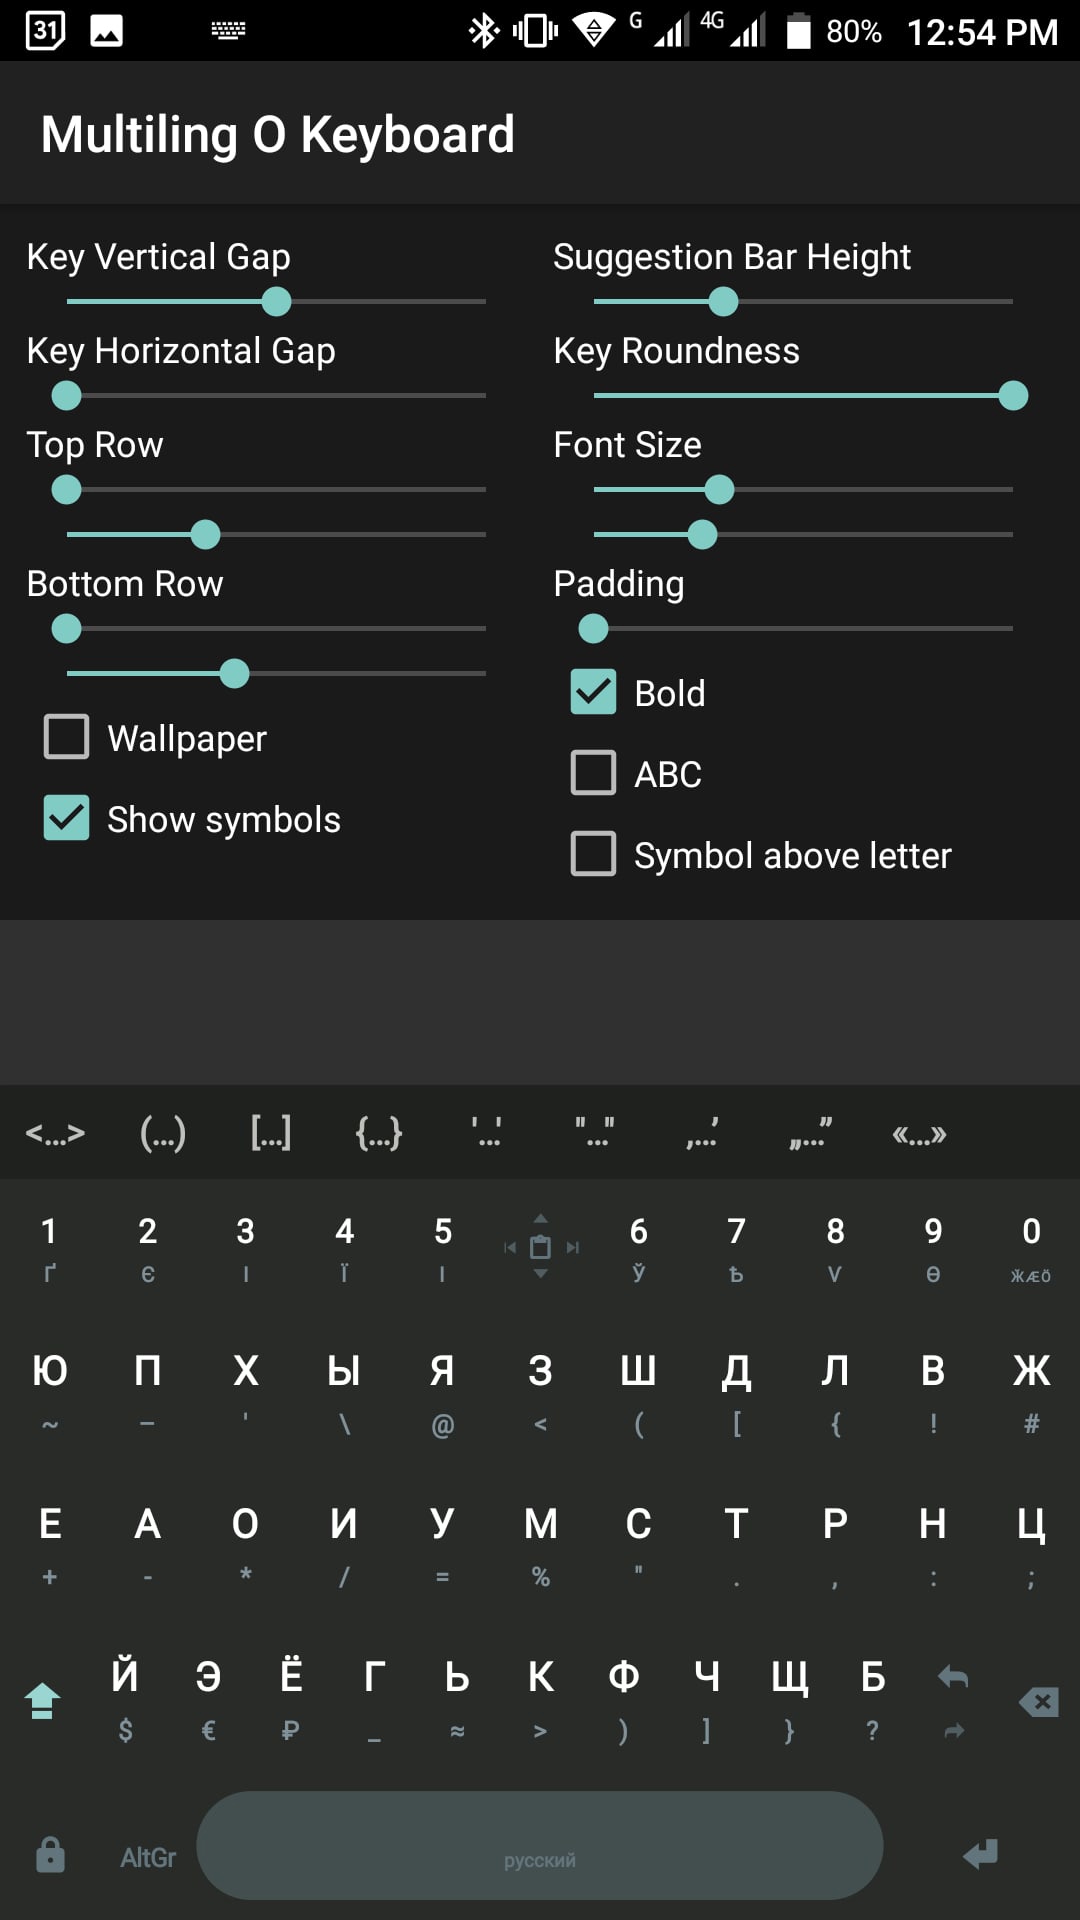 31 G 4G 80% 12:54 PM
Multiling O Keyboard
Key Vertical Gap
Suggestion Bar Height
Key Horizontal Gap
Key Roundness
Top Row
Font Size
Bottom Row
Padding
Bold
Wallpaper
ABC
Show symbols
Symbol above letter
<...> (...) [...] {...} '...' "..." ‚...’ „...” «...»
1 2 3 4 5 6 7 8 9 0
Ґ Є І Ї І Ў Ѣ Ѵ Ѳ ӜӔӦ
Ю П Х Ы Я З Ш Д Л В Ж
~ – ' \ @ < ( [ { ! #
Е А О И У М С Т Р Н Ц
+ - * / = % " . , : ;
Й Э Ё Г Ь К Ф Ч Щ Б
$ € ₽ _ ≈ > ) ] } ?
AltGr русский